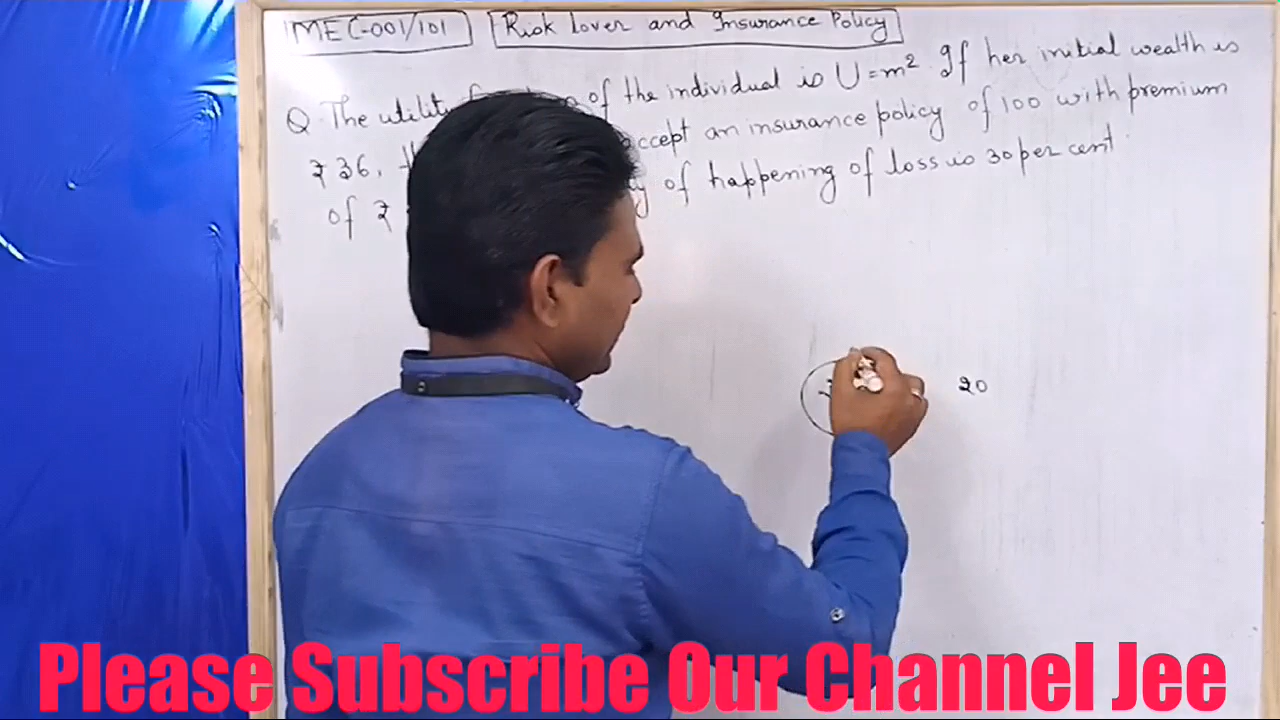 MEC-001/101 Risk Lover and Insurance Policy
Q. The utility of the individual is U=m². If her initial wealth is
₹ 36, accept an insurance policy of 100 with premium
of ₹ of happening of loss is 30 per cent.
20
Please Subscribe Our Channel Jee